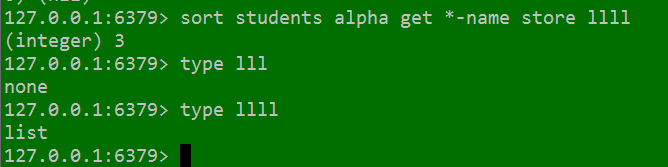 127.0.0.1:6379> sort students alpha get *-name store llll
(integer) 3
127.0.0.1:6379> type lll
none
127.0.0.1:6379> type llll
list
127.0.0.1:6379>